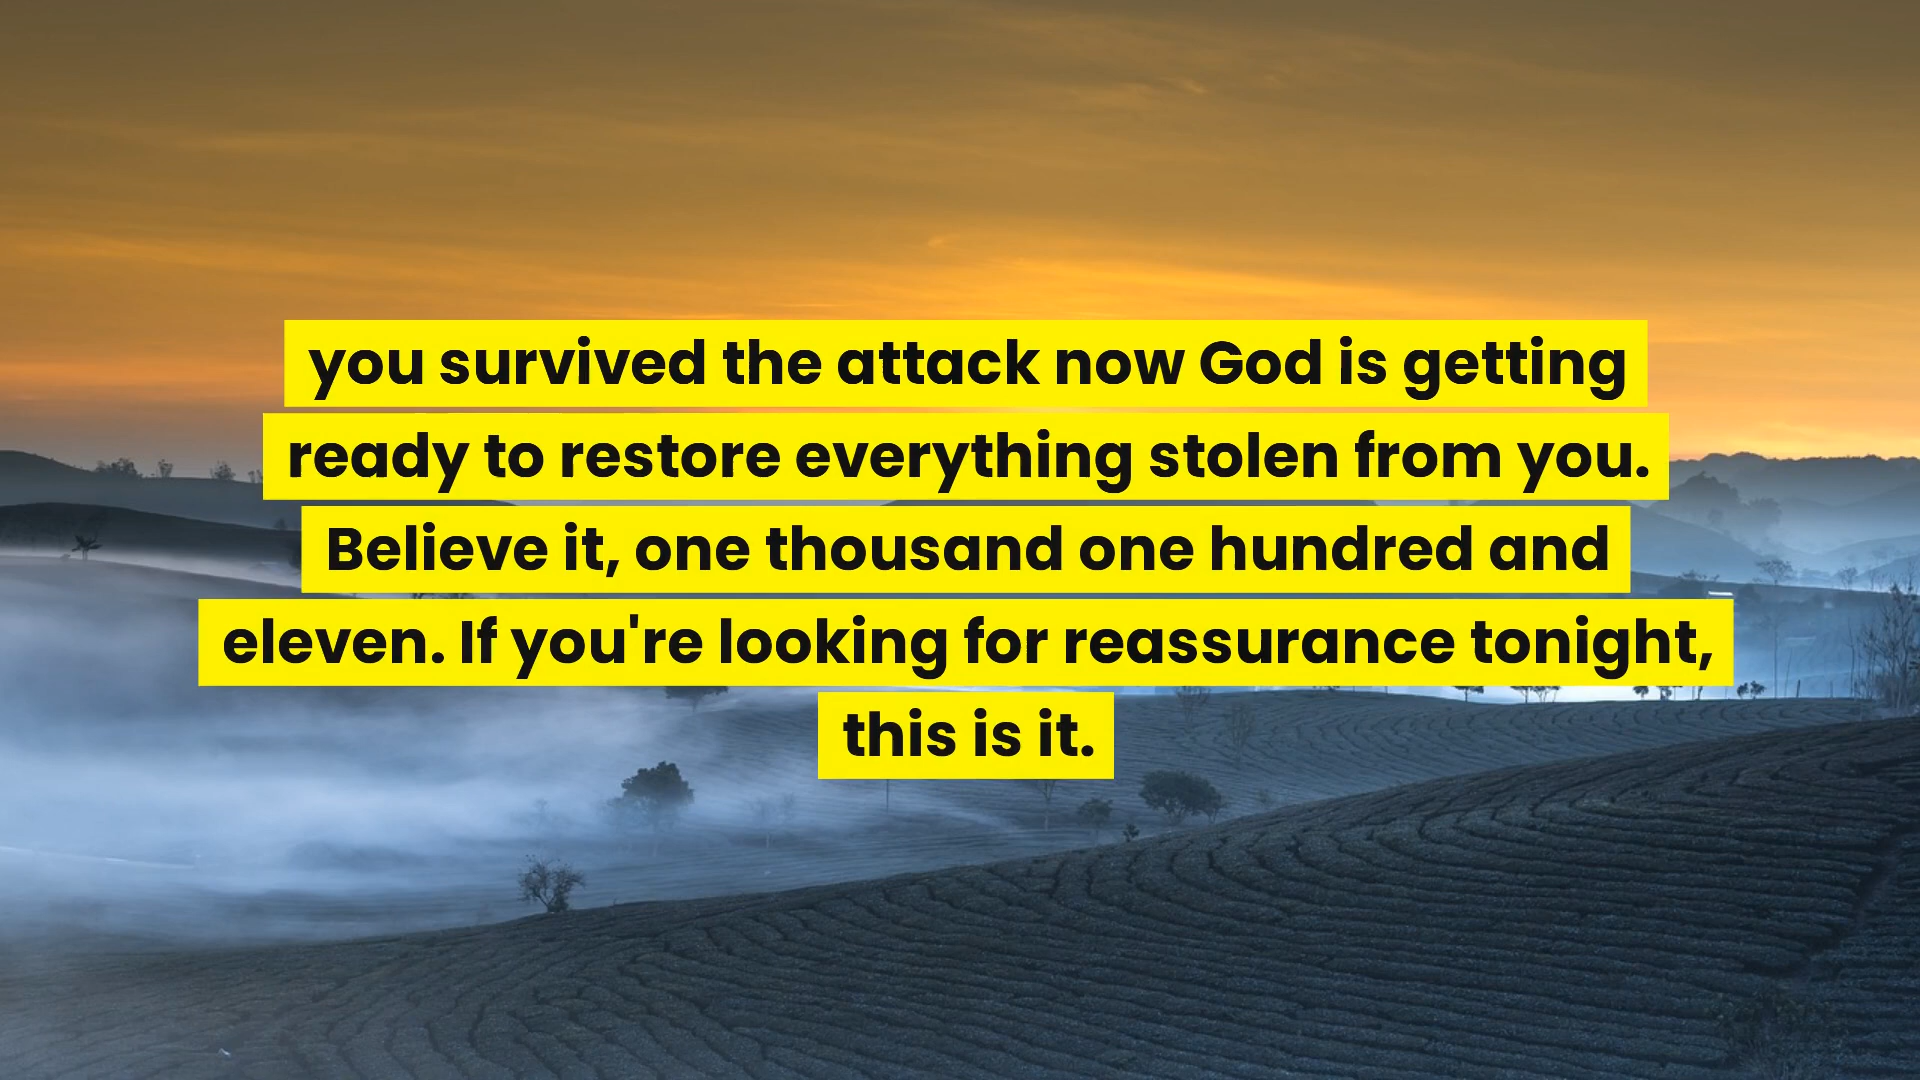 you survived the attack now God is getting
ready to restore everything stolen from you.
Believe it, one thousand one hundred and
eleven. If you're looking for reassurance tonight,
this is it.